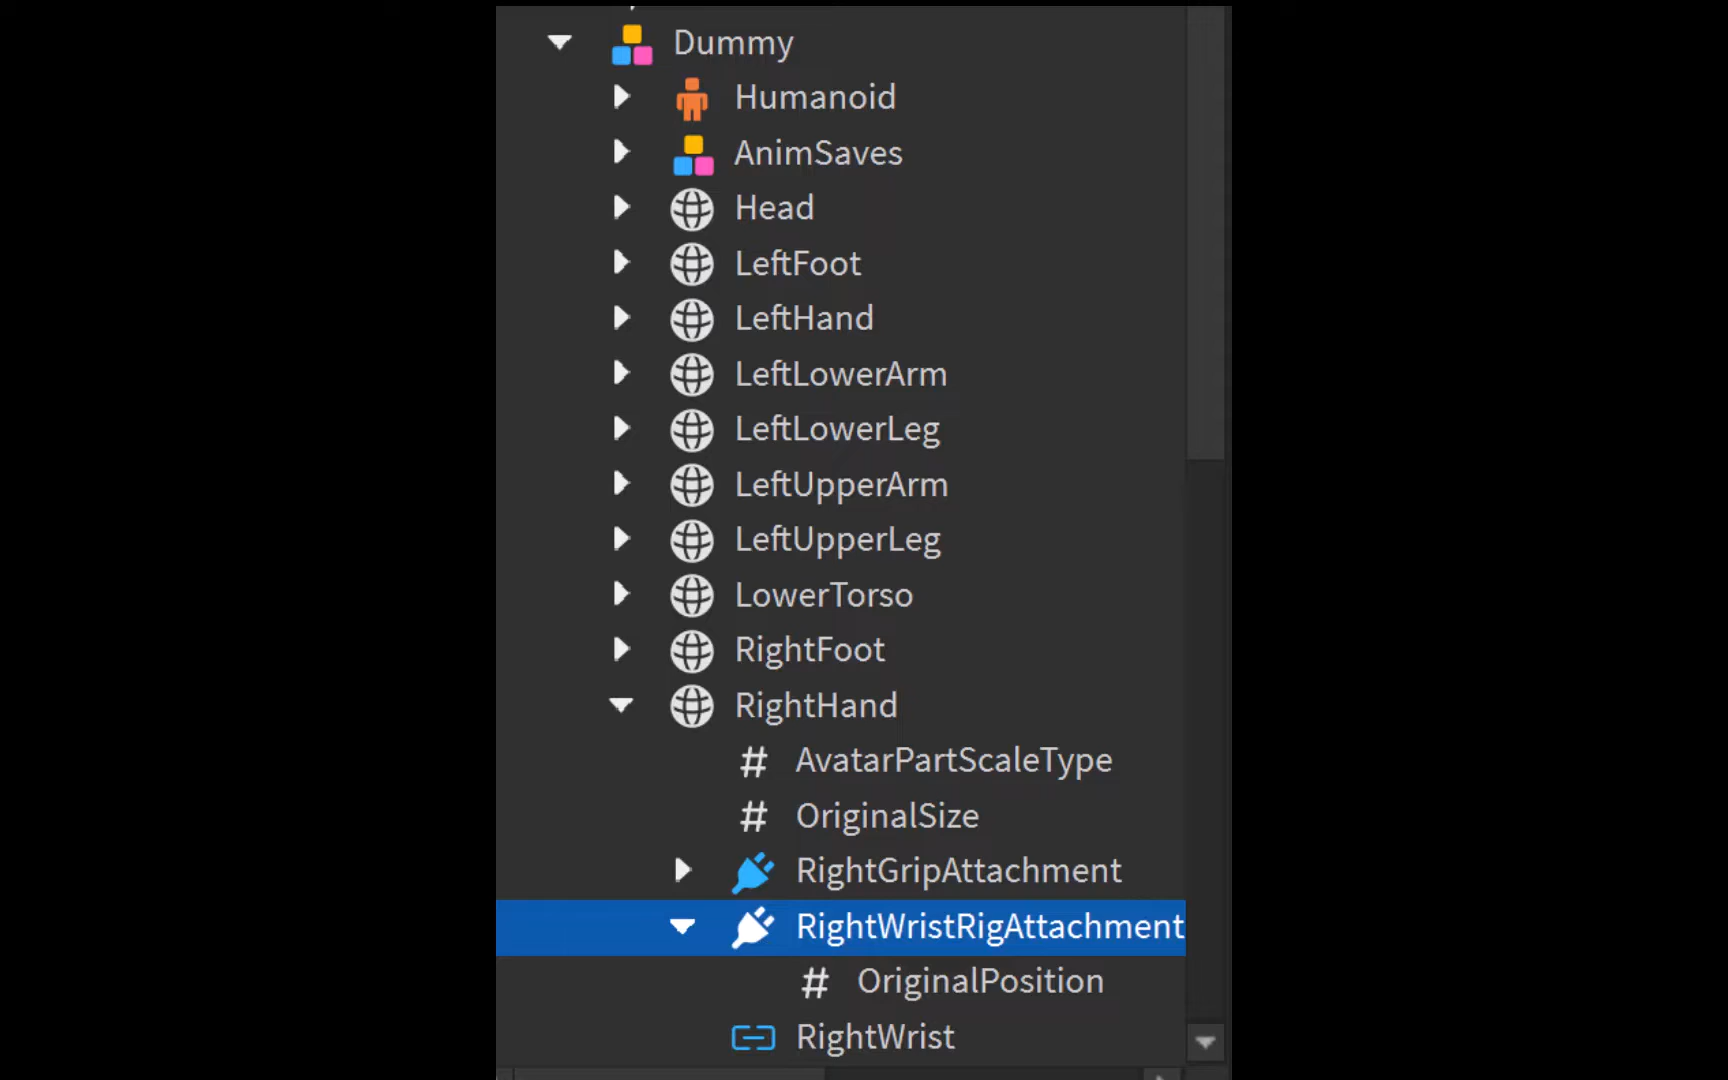 Dummy
Humanoid
AnimSaves
Head
LeftFoot
LeftHand
LeftLowerArm
LeftLowerLeg
LeftUpperArm
LeftUpperLeg
LowerTorso
RightFoot
RightHand
# AvatarPartScaleType
# OriginalSize
RightGripAttachment
RightWristRigAttachment
# OriginalPosition
RightWrist